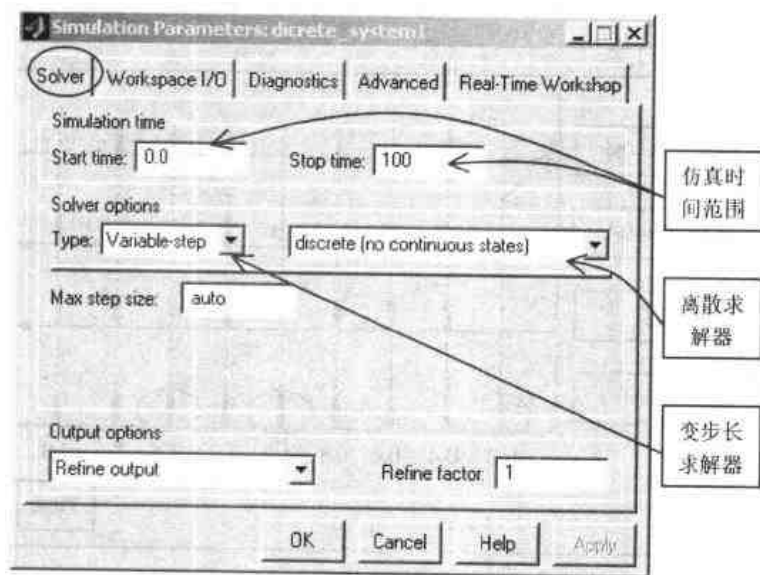 Simulation Parameters: dicrete_system1
Solver Workspace I/O Diagnostics Advanced Real-Time Workshop
Simulation time
Start time: 0.0 Stop time: 100
Solver options
Type: Variable-step discrete (no continuous states)
Max step size: auto
Output options
Refine output Refine factor 1
OK Cancel Help Apply
仿真时
间范围
离散求
解器
变步长
求解器